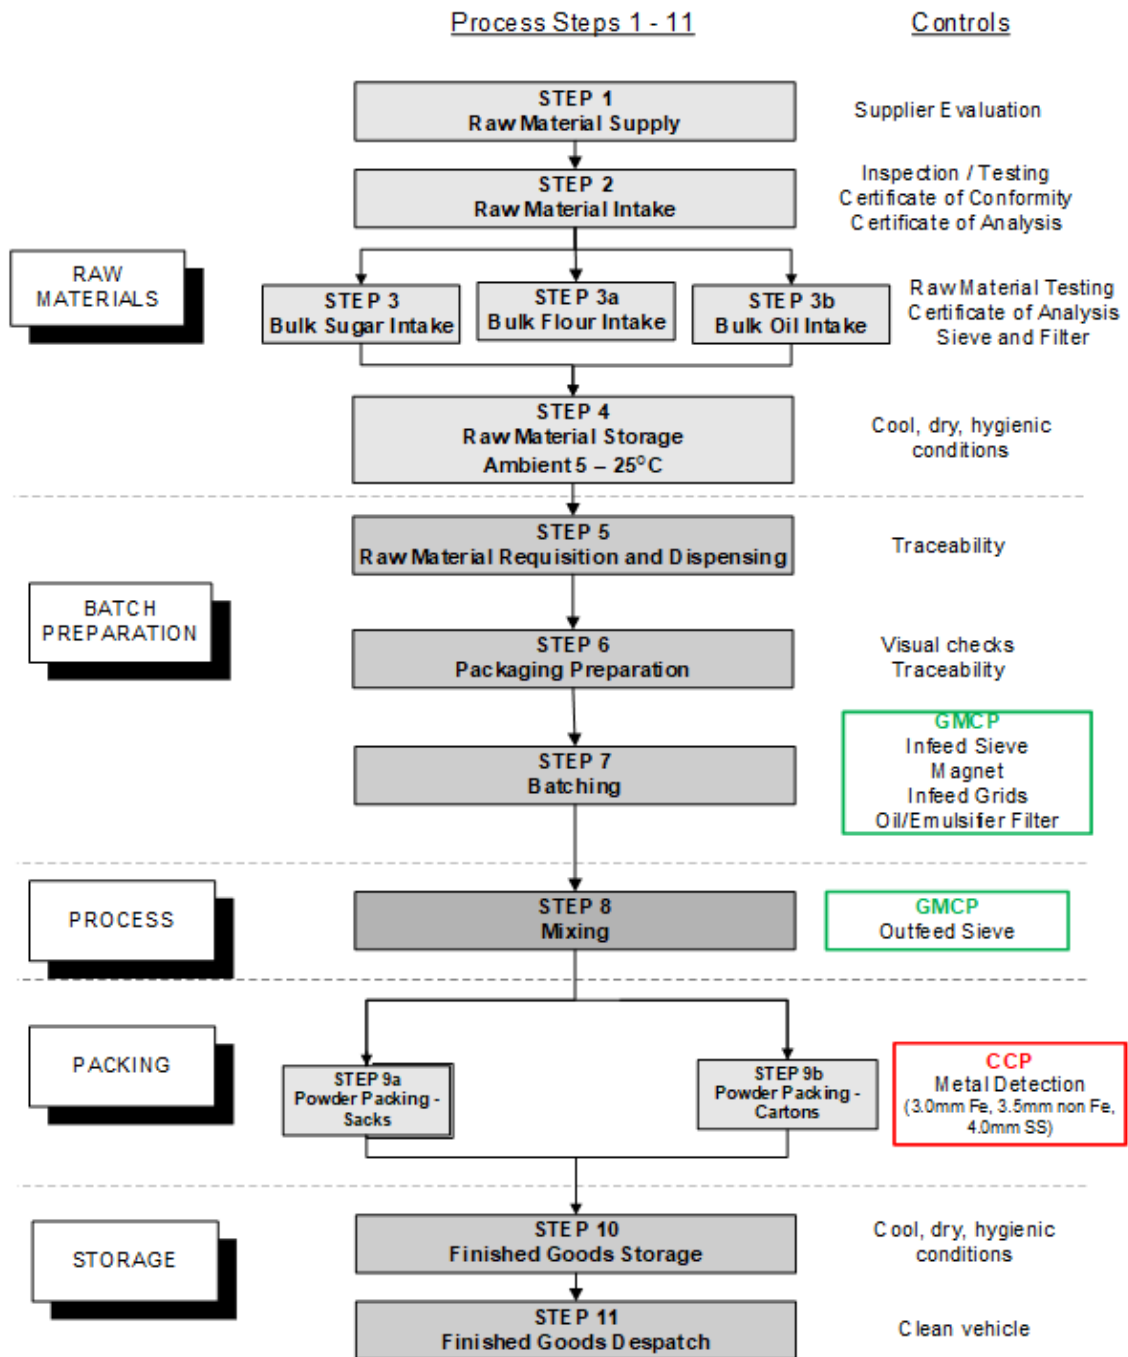 Process Steps 1 - 11
Controls
STEP 1
Raw Material Supply
Supplier Evaluation
STEP 2
Raw Material Intake
Inspection / Testing
Certificate of Conformity
Certificate of Analysis
RAW
MATERIALS
STEP 3
Bulk Sugar Intake
STEP 3a
Bulk Flour Intake
STEP 3b
Bulk Oil Intake
Raw Material Testing
Certificate of Analysis
Sieve and Filter
STEP 4
Raw Material Storage
Ambient 5 – 25°C
Cool, dry, hygienic
conditions
STEP 5
Raw Material Requisition and Dispensing
Traceability
BATCH
PREPARATION
STEP 6
Packaging Preparation
Visual checks
Traceability
STEP 7
Batching
GMCP
Infeed Sieve
Magnet
Infeed Grids
Oil/Emulsifier Filter
PROCESS
STEP 8
Mixing
GMCP
Outfeed Sieve
PACKING
STEP 9a
Powder Packing -
Sacks
STEP 9b
Powder Packing -
Cartons
CCP
Metal Detection
(3.0mm Fe, 3.5mm non Fe,
4.0mm SS)
STORAGE
STEP 10
Finished Goods Storage
Cool, dry, hygienic
conditions
STEP 11
Finished Goods Despatch
Clean vehicle